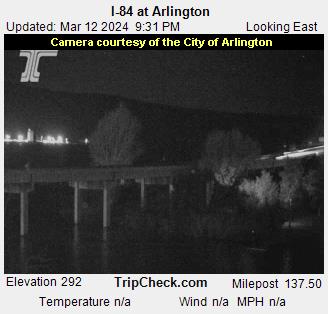 I-84 at Arlington
Updated: Mar 12 2024 9:31 PM Looking East
Camera courtesy of the City of Arlington
Elevation 292 TripCheck.com Milepost 137.50
Temperature n/a Wind n/a MPH n/a